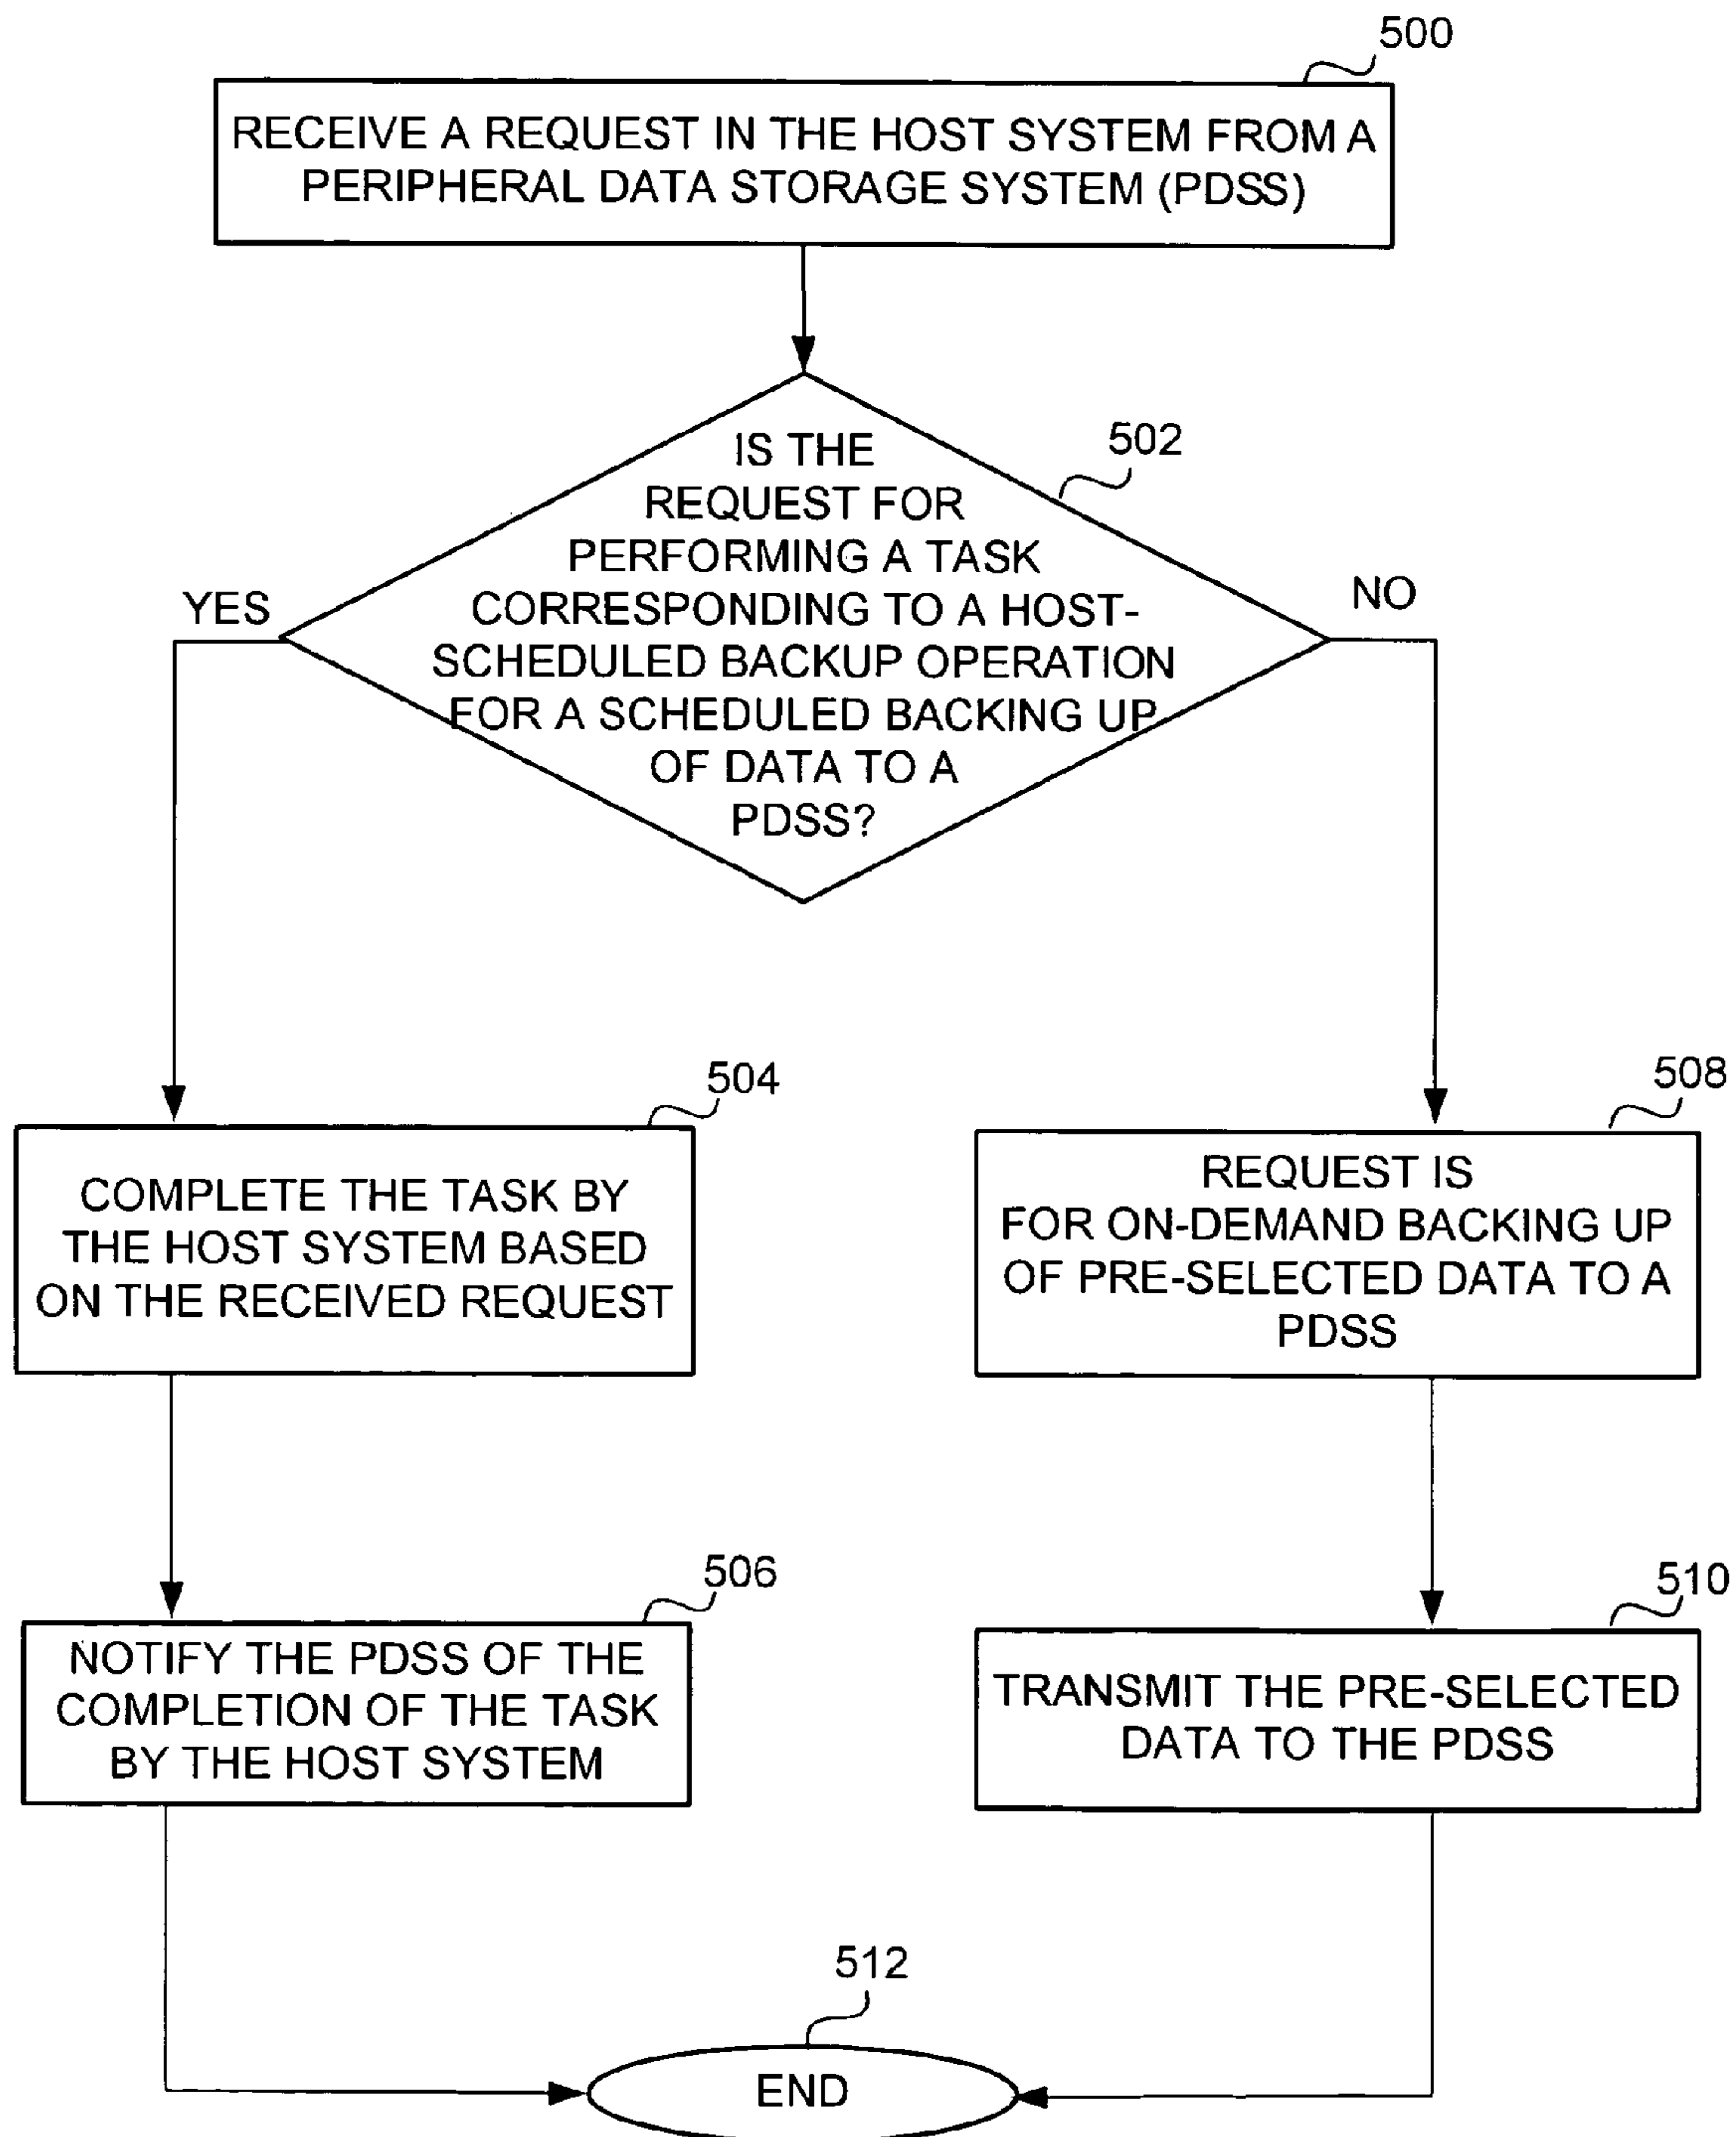 500
RECEIVE A REQUEST IN THE HOST SYSTEM FROM A
PERIPHERAL DATA STORAGE SYSTEM (PDSS)
502
IS THE
REQUEST FOR
PERFORMING A TASK
CORRESPONDING TO A HOST-
SCHEDULED BACKUP OPERATION
FOR A SCHEDULED BACKING UP
OF DATA TO A
PDSS?
YES
NO
504
COMPLETE THE TASK BY
THE HOST SYSTEM BASED
ON THE RECEIVED REQUEST
508
REQUEST IS
FOR ON-DEMAND BACKING UP
OF PRE-SELECTED DATA TO A
PDSS
506
NOTIFY THE PDSS OF THE
COMPLETION OF THE TASK
BY THE HOST SYSTEM
510
TRANSMIT THE PRE-SELECTED
DATA TO THE PDSS
512
END